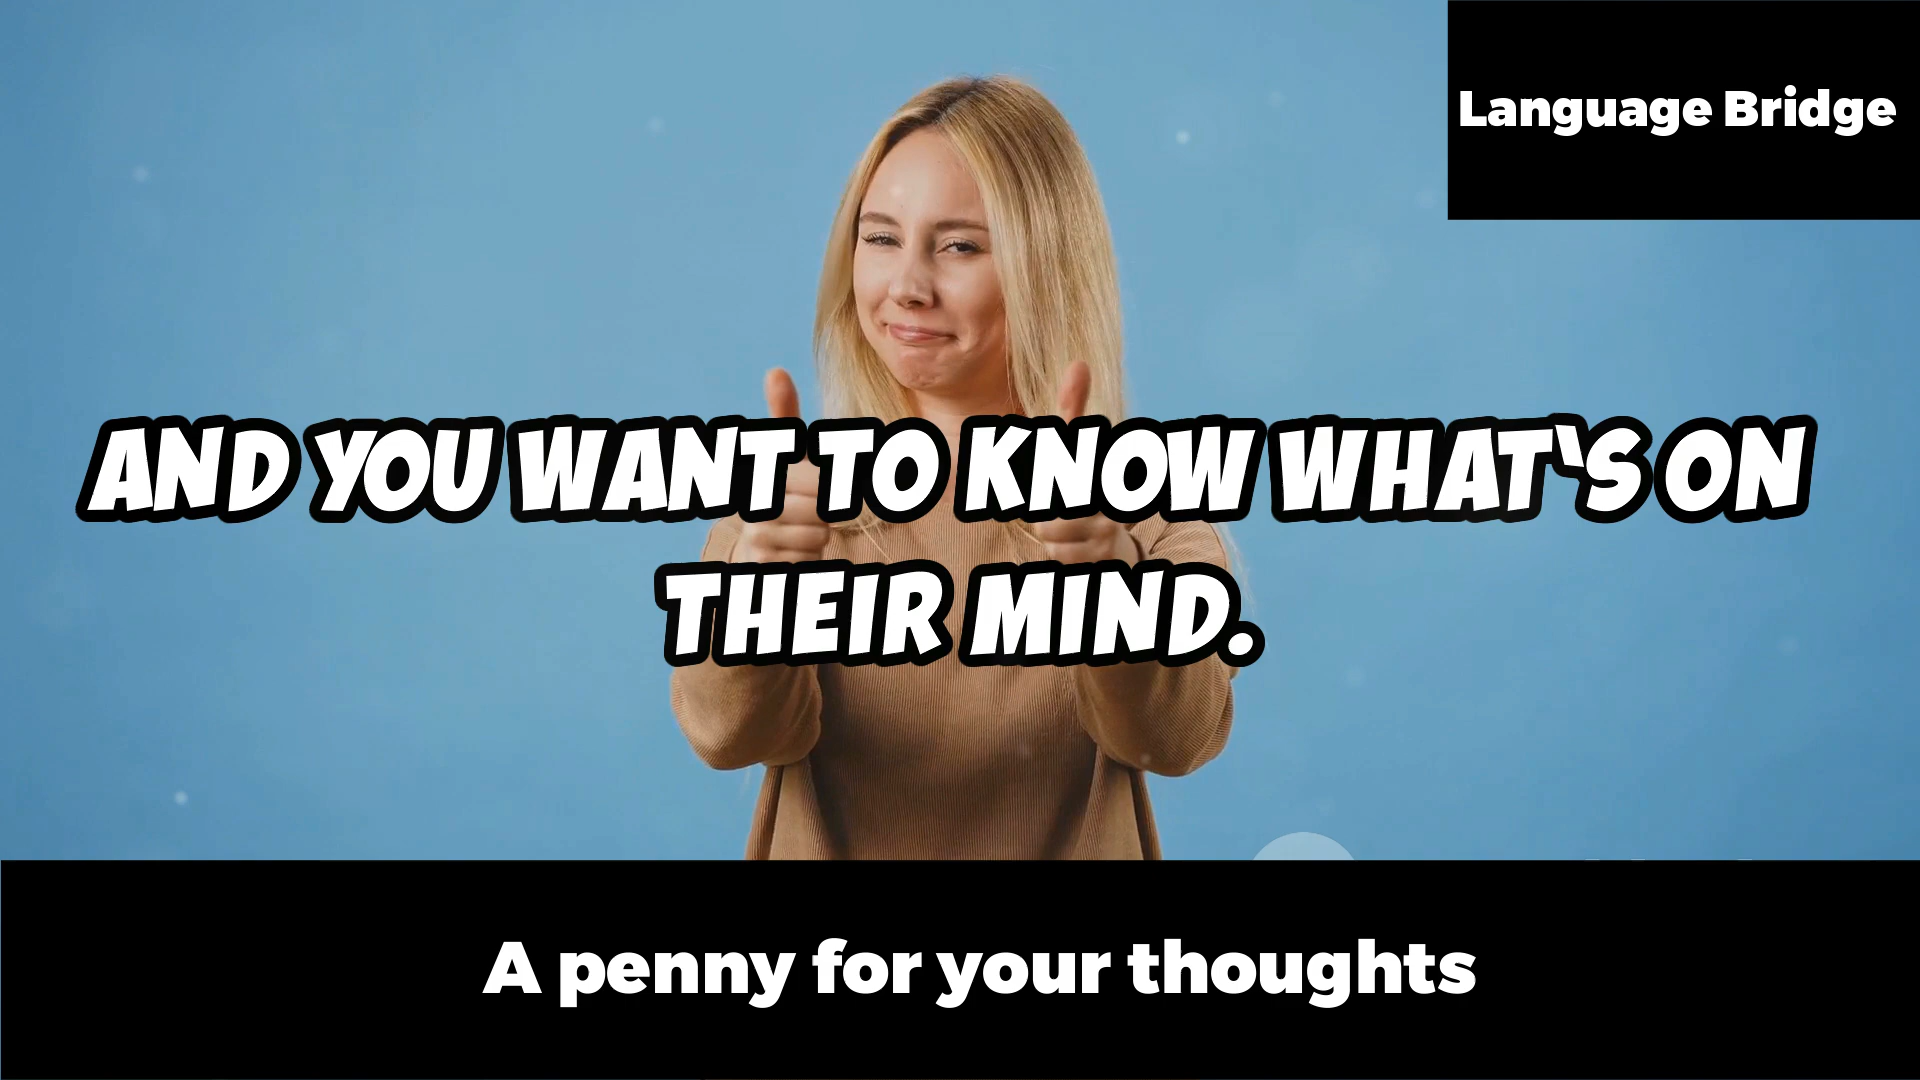 Language Bridge
AND YOU WANT TO KNOW WHAT'S ON
THEIR MIND.
A penny for your thoughts